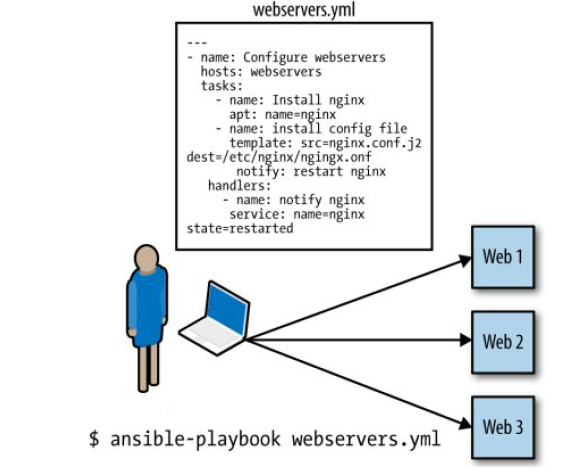 webservers.yml
---
- name: Configure webservers
hosts: webservers
tasks:
- name: Install nginx
apt: name=nginx
- name: install config file
template: src=nginx.conf.j2
dest=/etc/nginx/ngingx.onf
notify: restart nginx
handlers:
- name: notify nginx
service: name=nginx
state=restarted
Web 1
Web 2
Web 3
$ ansible-playbook webservers.yml